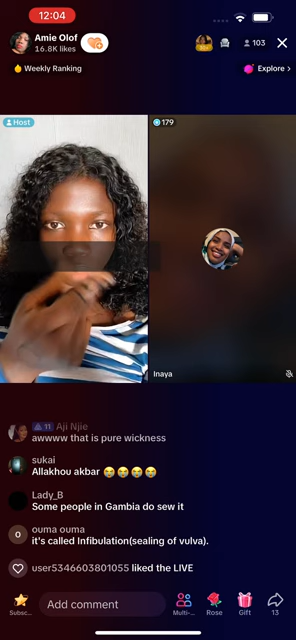 12:04
Amie Olof
16.8K likes
103
Weekly Ranking
Explore >
Host
179
Inaya
11 Aji Njie
awwww that is pure wickness
sukai
Allakhou akbar 😭😭😭😭
Lady_B
Some people in Gambia do sew it
o
ouma ouma
it's called Infibulation(sealing of vulva).
user5346603801055 liked the LIVE
Subsc...
Add comment
Multi-...
Rose
Gift
13